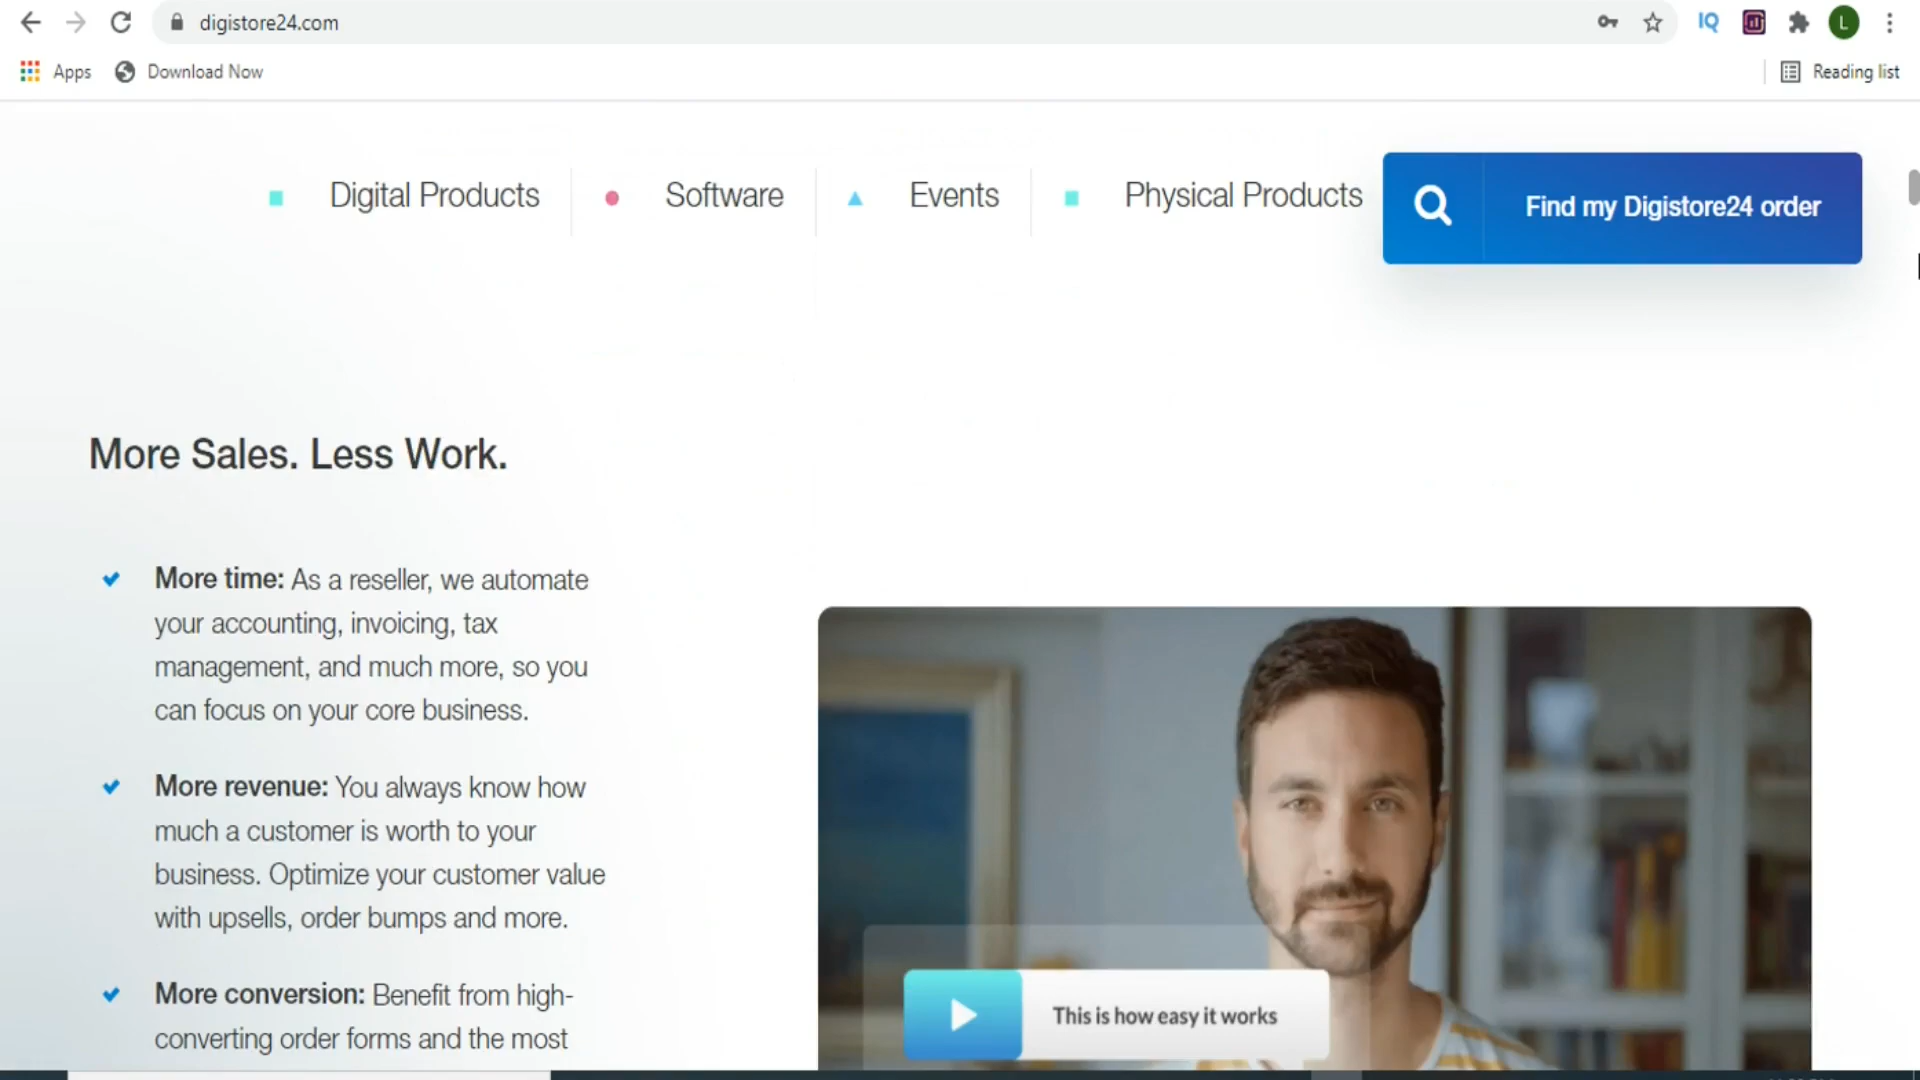 digistore24.com
IQ
L
Apps
Download Now
Reading list
Digital Products
Software
Events
Physical Products
Find my Digistore24 order
More Sales. Less Work.
More time: As a reseller, we automate
your accounting, invoicing, tax
management, and much more, so you
can focus on your core business.
More revenue: You always know how
much a customer is worth to your
business. Optimize your customer value
with upsells, order bumps and more.
More conversion: Benefit from high-
converting order forms and the most
This is how easy it works